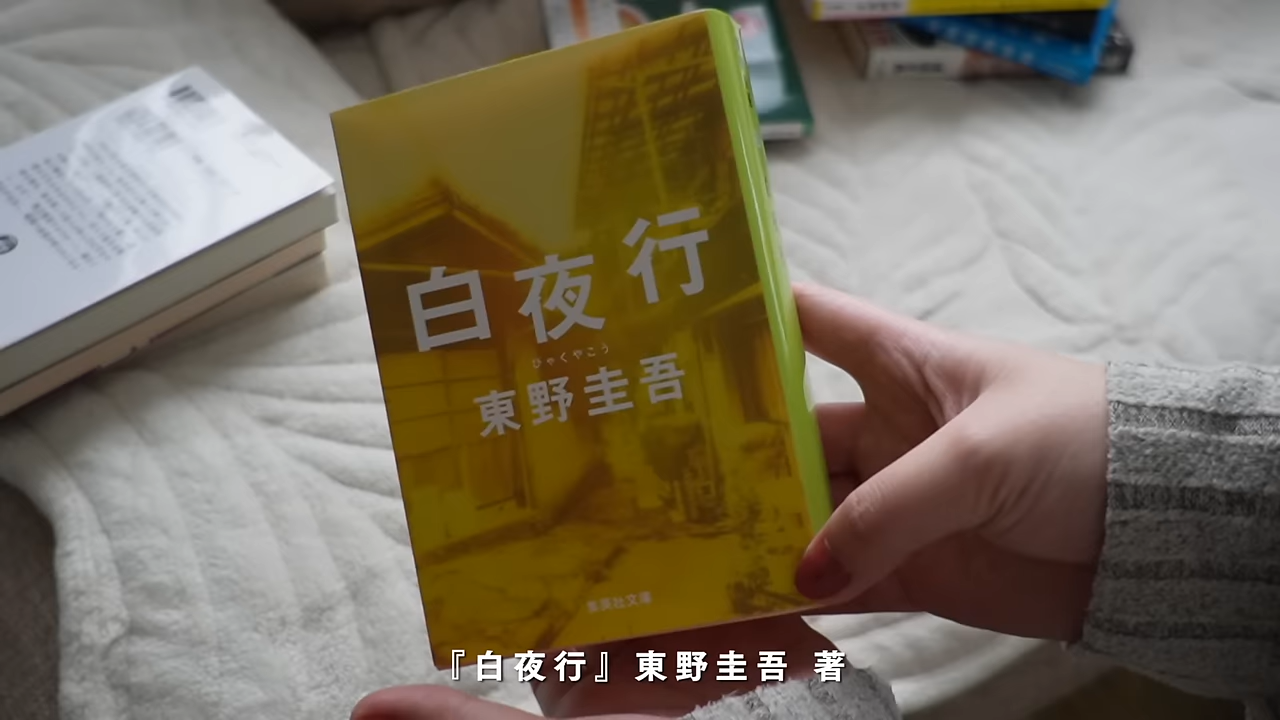 白夜行
びゃくやこう
東野圭吾
集英社文庫
『白夜行』東野圭吾 著